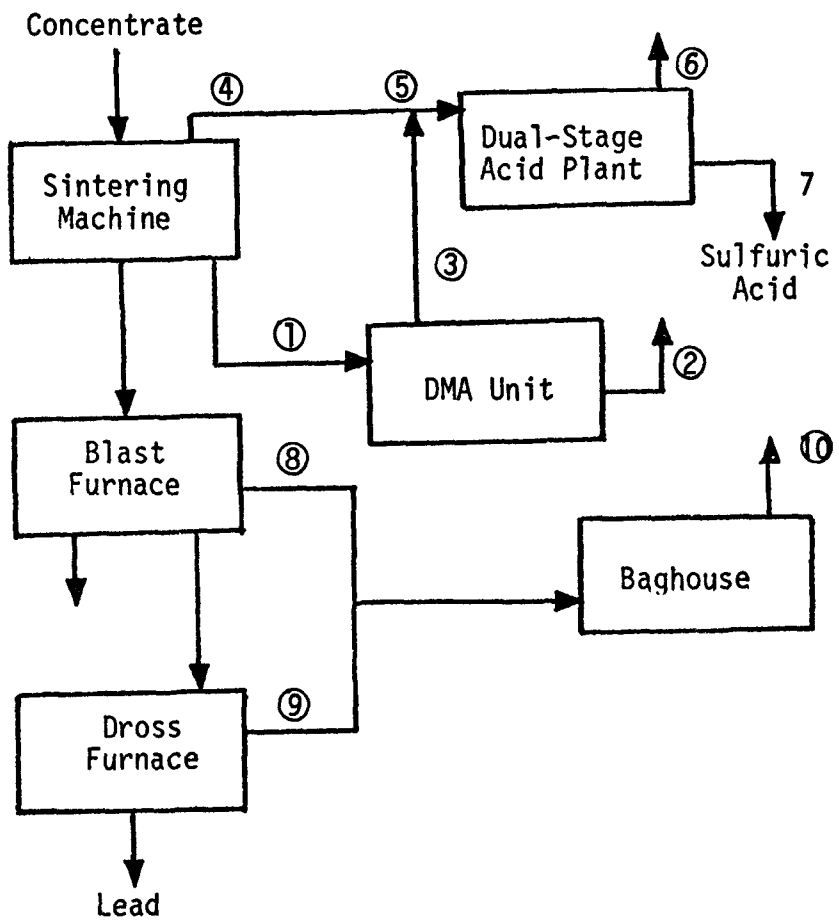 Concentrate
④
⑤
⑥
Sintering
Machine
Dual-Stage
Acid Plant
7
Sulfuric
Acid
③
①
DMA Unit
②
Blast
Furnace
⑧
⑩
Baghouse
Dross
Furnace
⑨
Lead